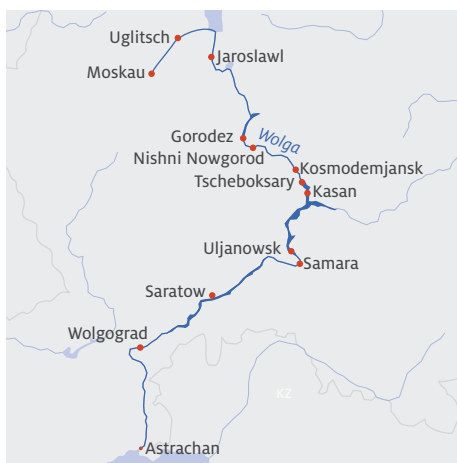 Uglitsch
Jaroslawl
Moskau
Gorodez
Wolga
Nishni Nowgorod
Kosmodemjansk
Tscheboksary
Kasan
Uljanowsk
Samara
Saratow
Wolgograd
KZ
Astrachan